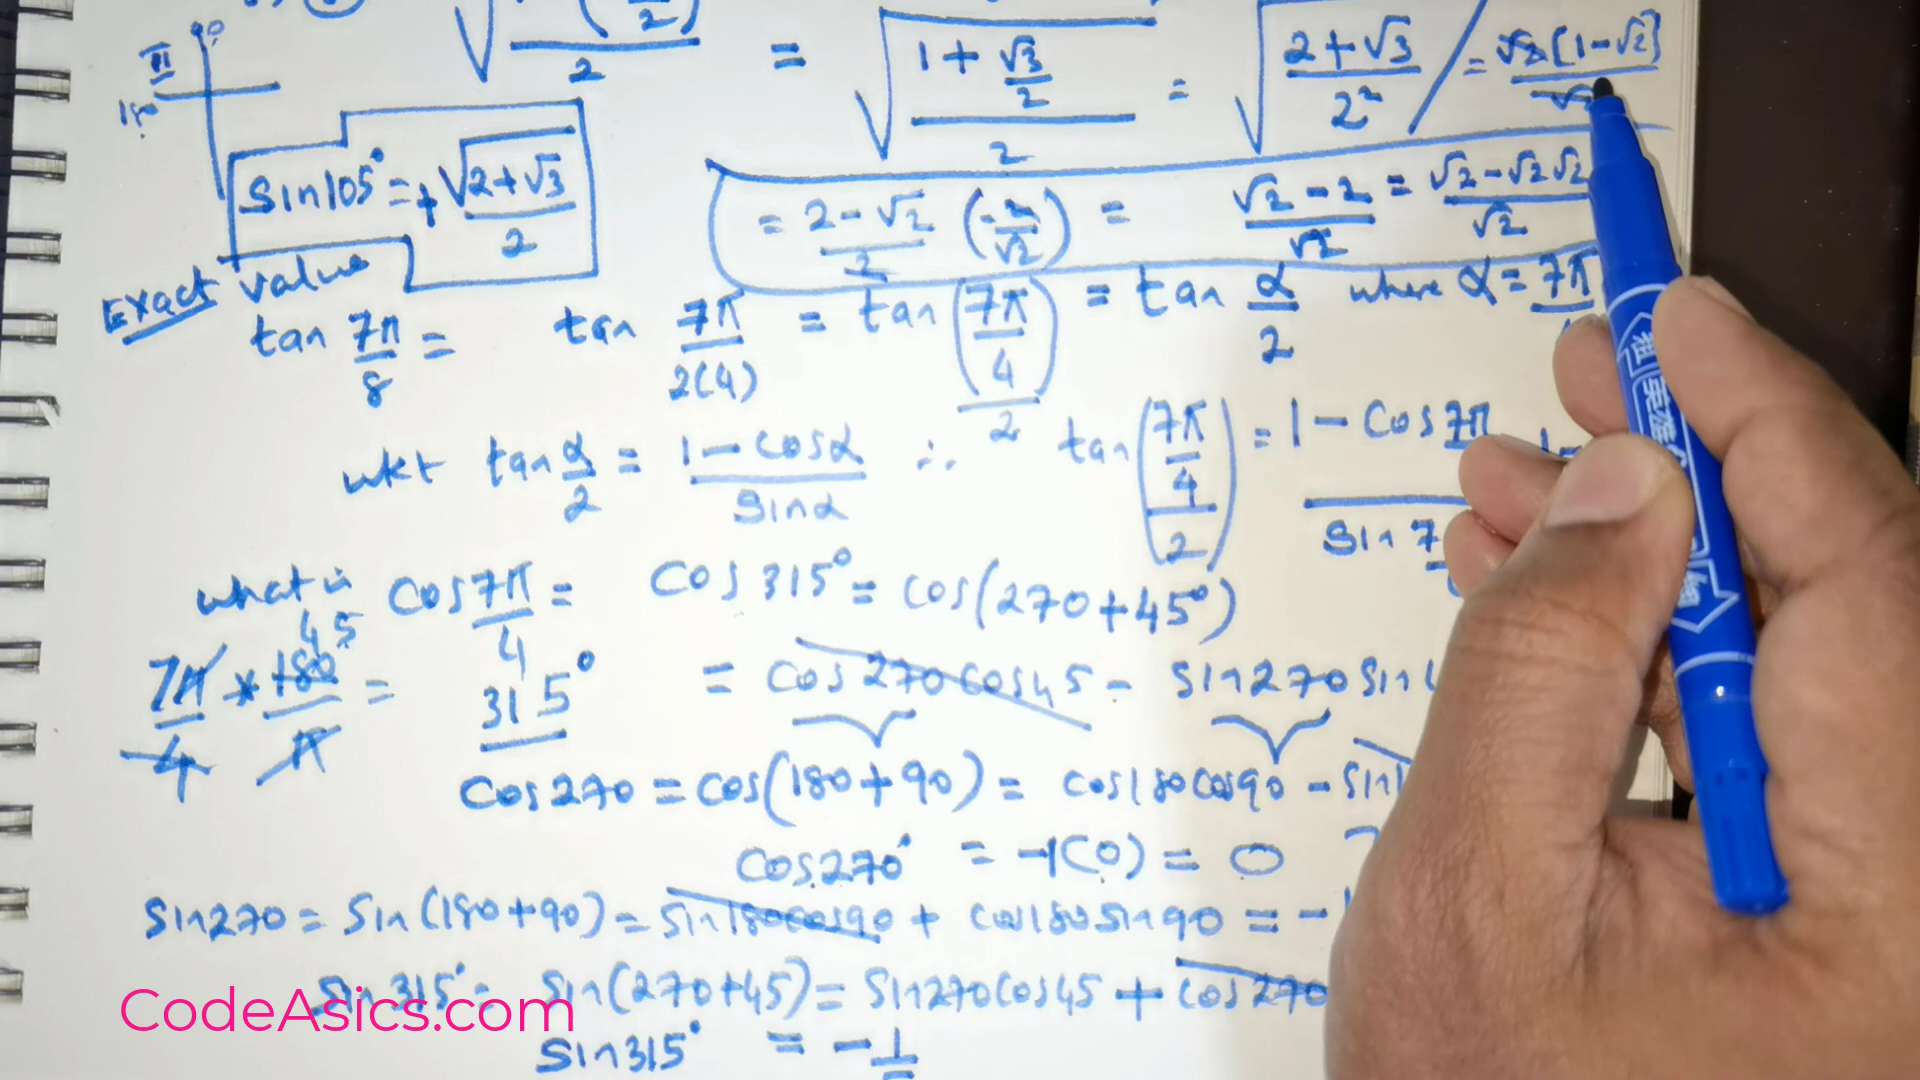 90
π 180
= √((1 + √3/2)/2) = √((2+√3)/2²) / = √2[1-√2]
sin105° = + √(2+√3)/2
= (2-√2)/2 (-2/√2) = (√2-2)/√2 = (√2-√2√2)/√2
Exact value
tan 7π/8 = tan 7π/2(4) = tan (7π/4)/2 = tan α/2 where α = 7π
wkt tan α/2 = (1-cosα)/sinα ∴ tan (7π/4 / 2) = 1-cos 7π
sin 7
what is cos 7π/4 = cos 315° = cos(270+45°)
45
7π/4 * 180/π = 315° = cos270cos45 - sin270 sin
cos270 = cos(180+90) = cos180cos90 - sin
cos270° = -1(0) = 0
sin270 = sin(180+90) = sin180cos90 + cos180sin90 = -
sin315° = sin(270+45) = sin270cos45 + cos270
sin315° = -1
CodeAsics.com